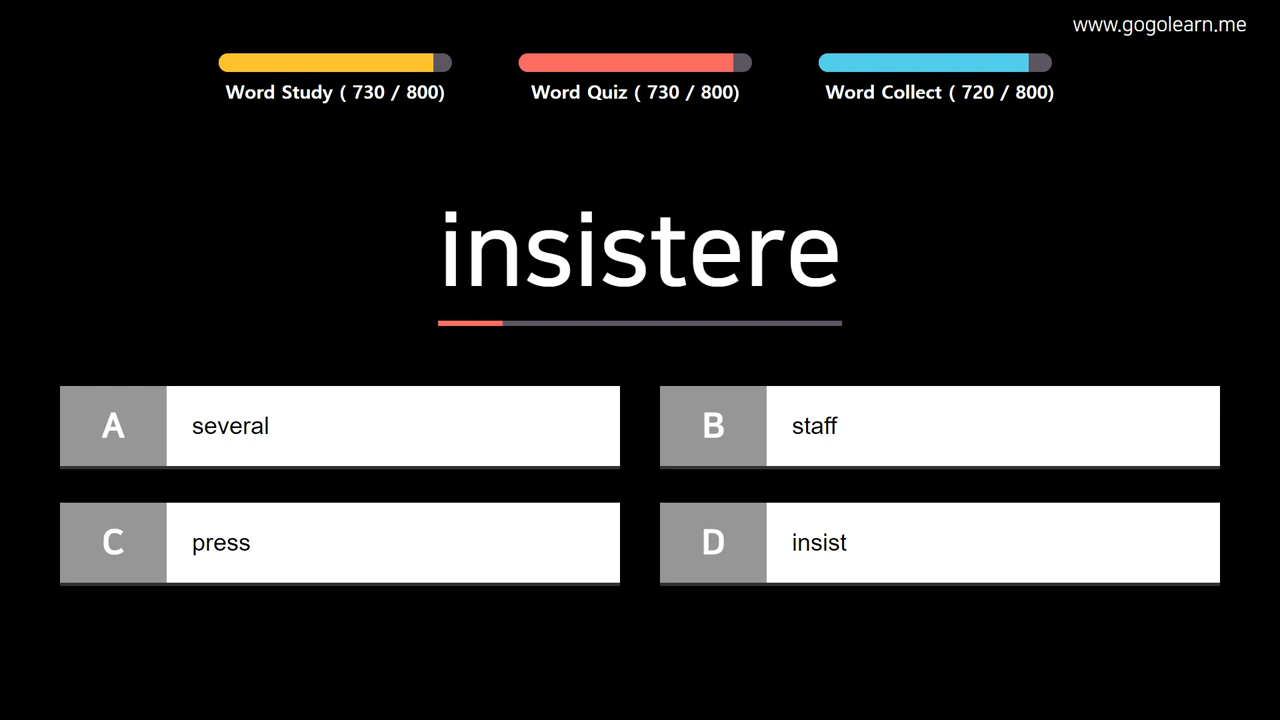 www.gogolearn.me
Word Study ( 730 / 800)
Word Quiz ( 730 / 800)
Word Collect ( 720 / 800)
insistere
A several
B staff
C press
D insist